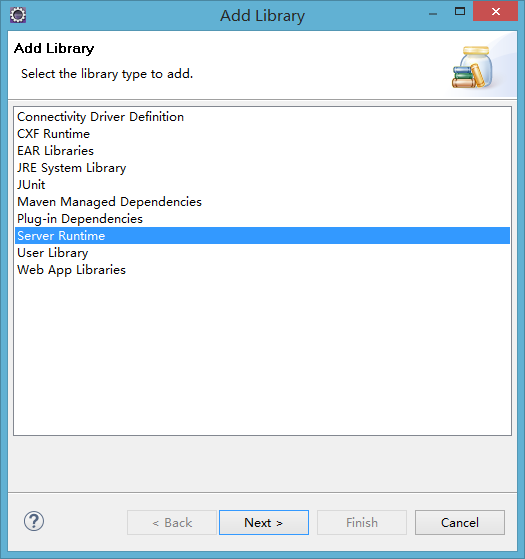 Add Library
Add Library
Select the library type to add.
Connectivity Driver Definition
CXF Runtime
EAR Libraries
JRE System Library
JUnit
Maven Managed Dependencies
Plug-in Dependencies
Server Runtime
User Library
Web App Libraries
?
< Back
Next >
Finish
Cancel